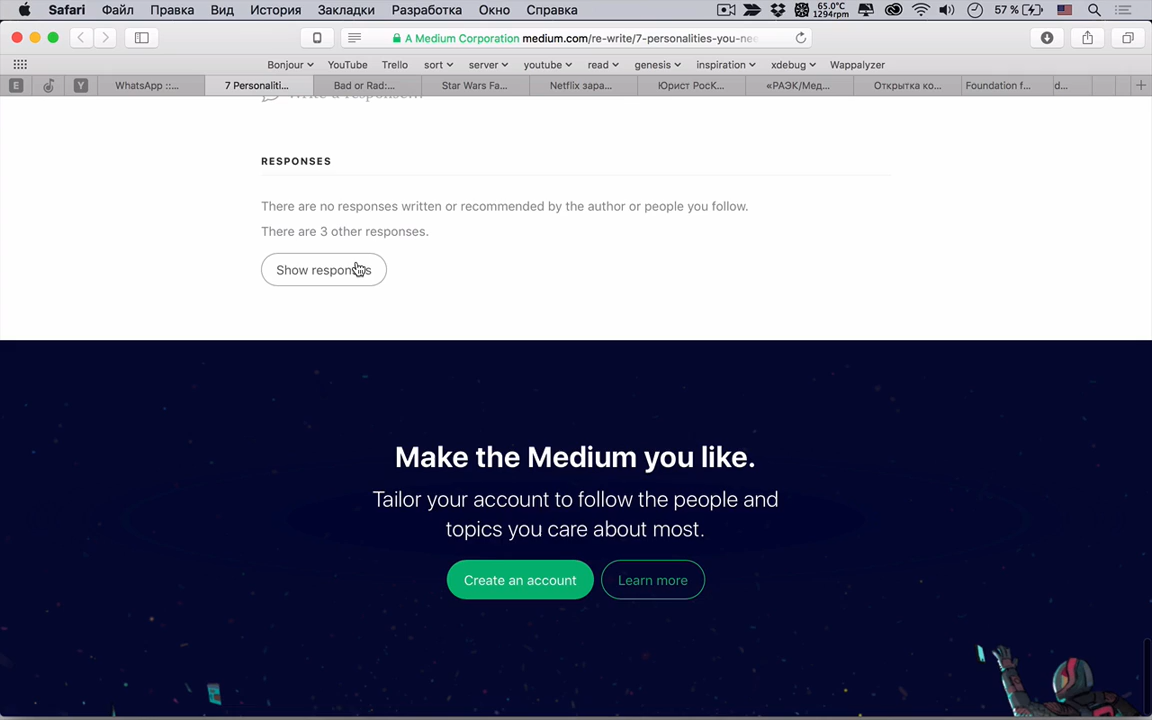 Safari Файл Правка Вид История Закладки Разработка Окно Справка 65.0°C 1294rpm 57 %
A Medium Corporation medium.com/re-write/7-personalities-you-nee
Bonjour YouTube Trello sort server youtube read genesis inspiration xdebug Wappalyzer
E Y WhatsApp ::... 7 Personaliti... Bad or Rad:... Star Wars Fa... Netflix зара... Юрист РосК... «РАЭК/Мед... Открытка ко... Foundation f... d...
Write a response...
RESPONSES
There are no responses written or recommended by the author or people you follow.
There are 3 other responses.
Show responses
Make the Medium you like.
Tailor your account to follow the people and
topics you care about most.
Create an account Learn more